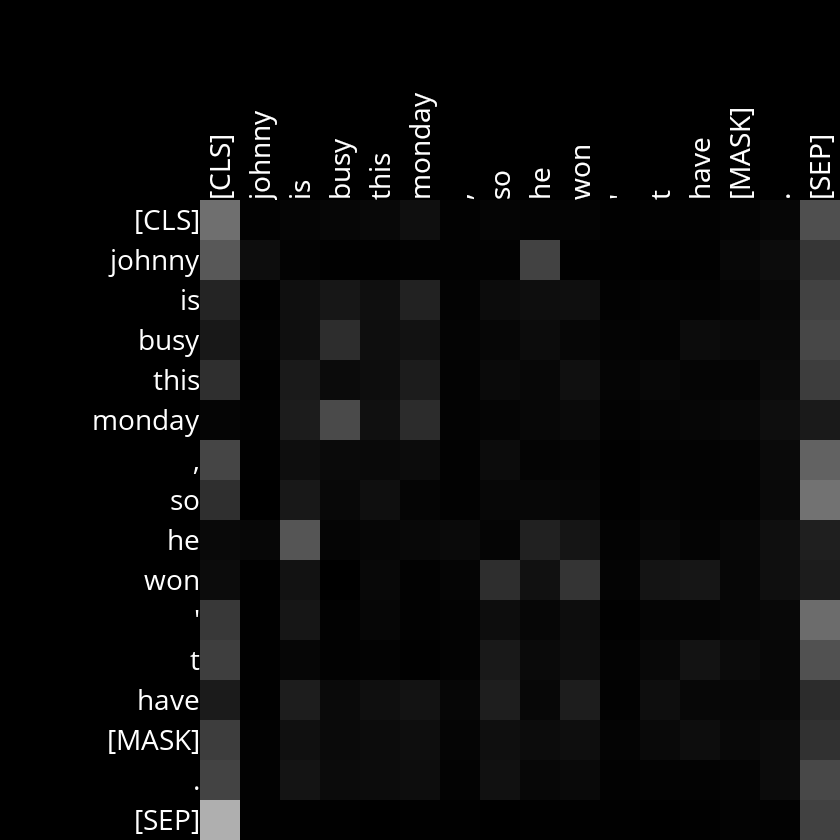 [CLS] johnny is busy this monday , so he won ' t have [MASK] . [SEP]
[CLS]
johnny
is
busy
this
monday
,
so
he
won
'
t
have
[MASK]
.
[SEP]